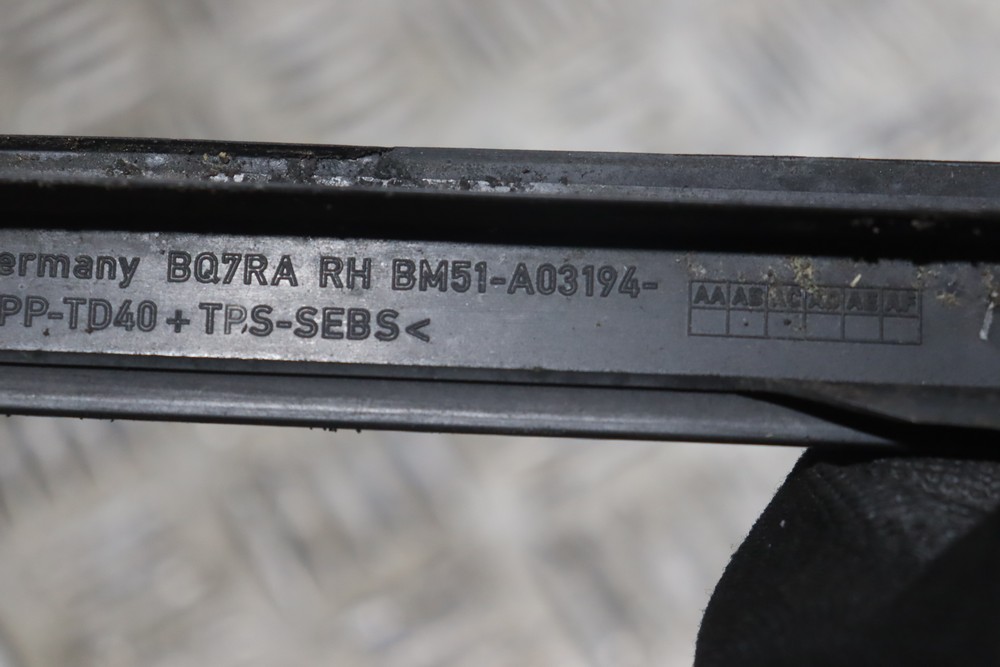 ermany BQ7RA RH BM51-A03194-
PP-TD40 + TPS-SEBS<
AA AB AC AD AE AF